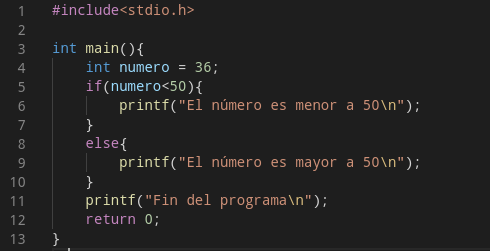 1 #include<stdio.h>
2
3 int main(){
4     int numero = 36;
5     if(numero<50){
6         printf("El número es menor a 50\n");
7     }
8     else{
9         printf("El número es mayor a 50\n");
10     }
11     printf("Fin del programa\n");
12     return 0;
13 }